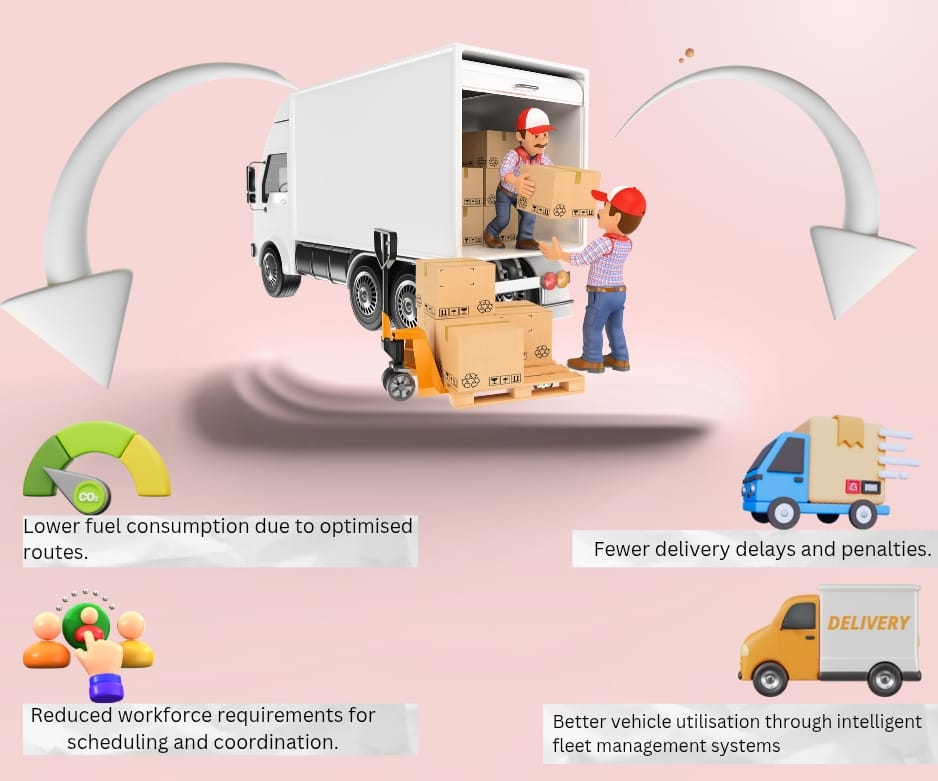 CO₂
Lower fuel consumption due to optimised
routes.
Fewer delivery delays and penalties.
DELIVERY
Reduced workforce requirements for
scheduling and coordination.
Better vehicle utilisation through intelligent
fleet management systems